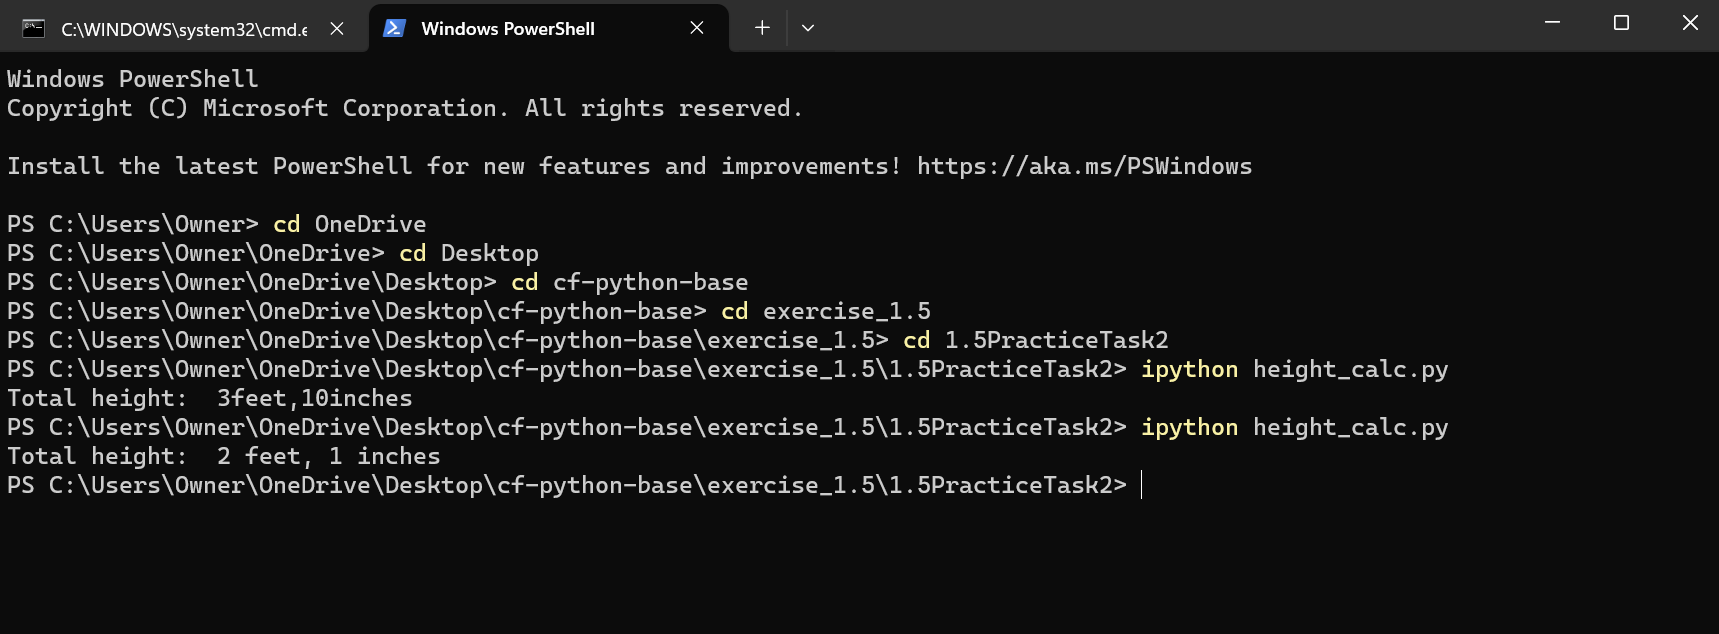 C:\WINDOWS\system32\cmd.e
Windows PowerShell
Windows PowerShell
Copyright (C) Microsoft Corporation. All rights reserved.
Install the latest PowerShell for new features and improvements! https://aka.ms/PSWindows
PS C:\Users\Owner> cd OneDrive
PS C:\Users\Owner\OneDrive> cd Desktop
PS C:\Users\Owner\OneDrive\Desktop> cd cf-python-base
PS C:\Users\Owner\OneDrive\Desktop\cf-python-base> cd exercise_1.5
PS C:\Users\Owner\OneDrive\Desktop\cf-python-base\exercise_1.5> cd 1.5PracticeTask2
PS C:\Users\Owner\OneDrive\Desktop\cf-python-base\exercise_1.5\1.5PracticeTask2> ipython height_calc.py
Total height:  3feet,10inches
PS C:\Users\Owner\OneDrive\Desktop\cf-python-base\exercise_1.5\1.5PracticeTask2> ipython height_calc.py
Total height:  2 feet, 1 inches
PS C:\Users\Owner\OneDrive\Desktop\cf-python-base\exercise_1.5\1.5PracticeTask2>